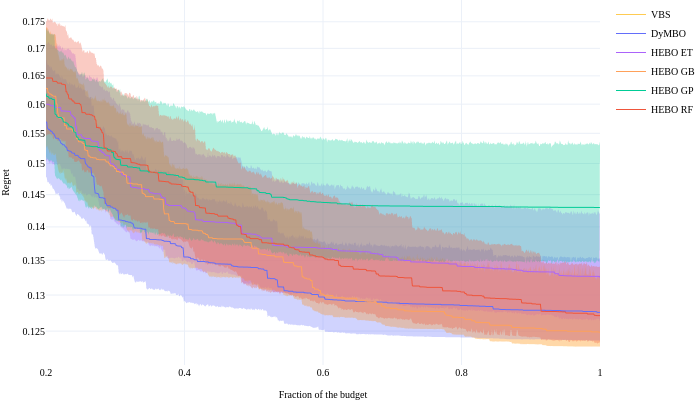 0.175
0.17
0.165
0.16
0.155
0.15
0.145
0.14
0.135
0.13
0.125
Regret
0.2
0.4
0.6
0.8
1
Fraction of the budget
VBS
DyMBO
HEBO ET
HEBO GB
HEBO GP
HEBO RF